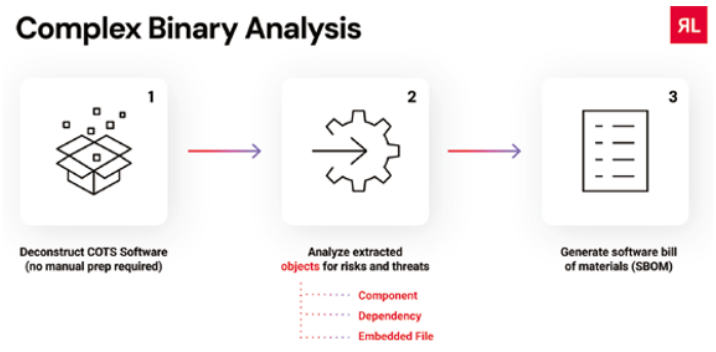 Complex Binary Analysis
ЯL
1
2
3
Deconstruct COTS Software
(no manual prep required)
Analyze extracted
objects for risks and threats
Component
Dependency
Embedded File
Generate software bill
of materials (SBOM)